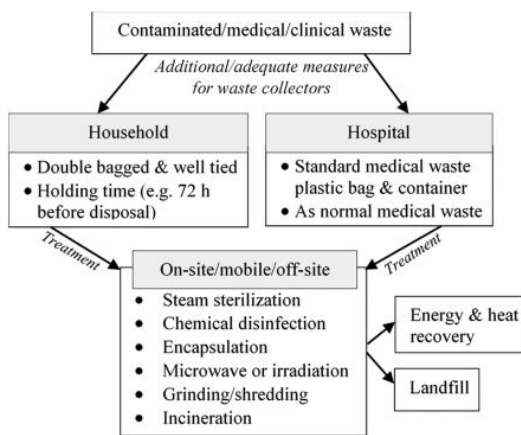 Contaminated/medical/clinical waste
Additional/adequate measures
for waste collectors
Household
• Double bagged & well tied
• Holding time (e.g. 72 h
before disposal)
Hospital
• Standard medical waste
plastic bag & container
• As normal medical waste
Treatment
Treatment
On-site/mobile/off-site
• Steam sterilization
• Chemical disinfection
• Encapsulation
• Microwave or irradiation
• Grinding/shredding
• Incineration
Energy & heat
recovery
Landfill